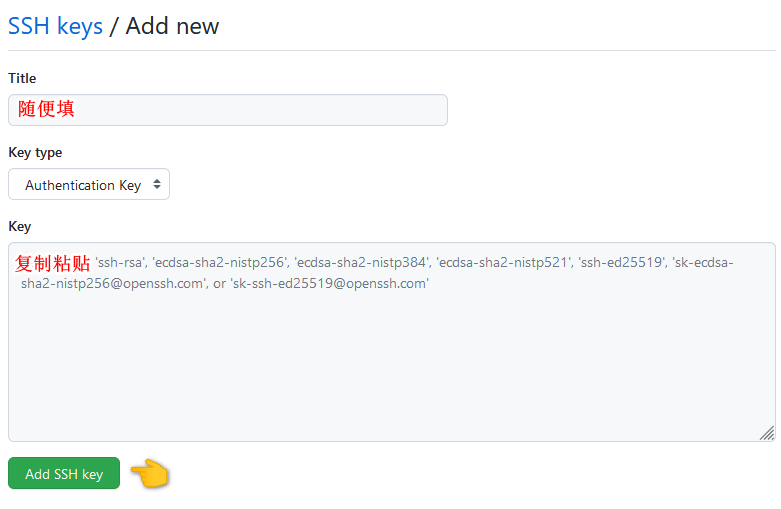 SSH keys / Add new
Title
随便填
Key type
Authentication Key
Key
复制粘贴 'ssh-rsa', 'ecdsa-sha2-nistp256', 'ecdsa-sha2-nistp384', 'ecdsa-sha2-nistp521', 'ssh-ed25519', 'sk-ecdsa-
sha2-nistp256@openssh.com', or 'sk-ssh-ed25519@openssh.com'
Add SSH key